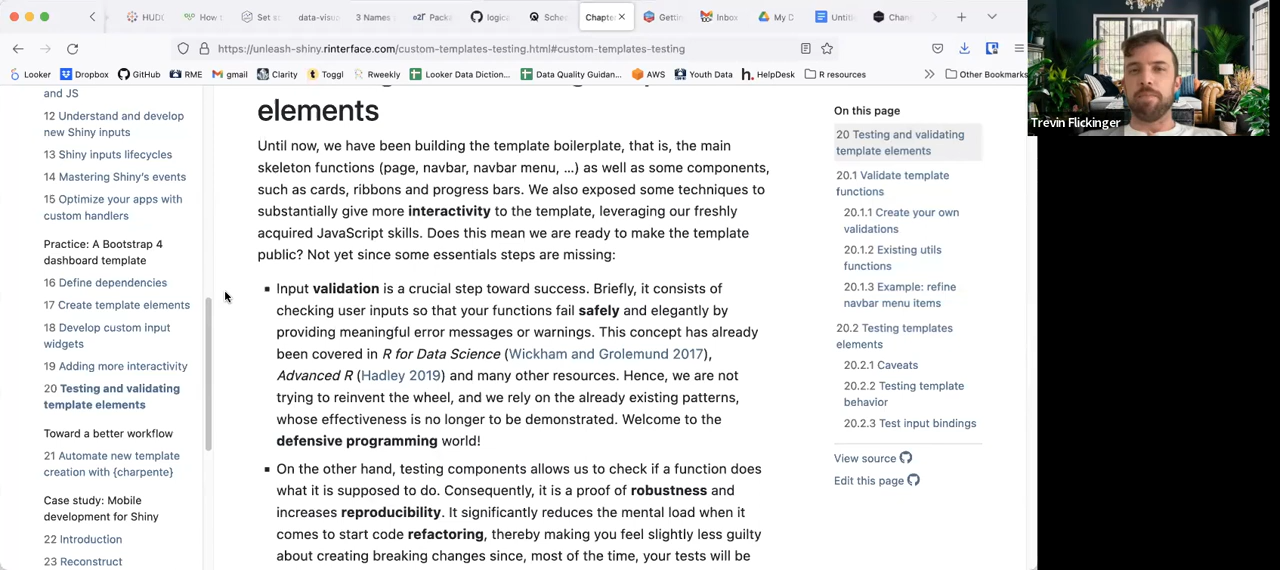 HUD
How t
Set a
data-visu
3 Names
Packa
logica
Sche
Chapte
Gettin
Inbox
My D
Untitl
Chan
https://unleash-shiny.rinterface.com/custom-templates-testing.html#custom-templates-testing
Looker Dropbox GitHub RME gmail Clarity Toggl Rweekly Looker Data Diction... Data Quality Guidan... AWS Youth Data HelpDesk R resources Other Bookmarks
and JS
12 Understand and develop
new Shiny inputs
13 Shiny inputs lifecycles
14 Mastering Shiny's events
15 Optimize your apps with
custom handlers
Practice: A Bootstrap 4
dashboard template
16 Define dependencies
17 Create template elements
18 Develop custom input
widgets
19 Adding more interactivity
20 Testing and validating
template elements
Toward a better workflow
21 Automate new template
creation with {charpente}
Case study: Mobile
development for Shiny
22 Introduction
23 Reconstruct
elements
Until now, we have been building the template boilerplate, that is, the main
skeleton functions (page, navbar, navbar menu, ...) as well as some components,
such as cards, ribbons and progress bars. We also exposed some techniques to
substantially give more interactivity to the template, leveraging our freshly
acquired JavaScript skills. Does this mean we are ready to make the template
public? Not yet since some essentials steps are missing:
▪ Input validation is a crucial step toward success. Briefly, it consists of
checking user inputs so that your functions fail safely and elegantly by
providing meaningful error messages or warnings. This concept has already
been covered in R for Data Science (Wickham and Grolemund 2017),
Advanced R (Hadley 2019) and many other resources. Hence, we are not
trying to reinvent the wheel, and we rely on the already existing patterns,
whose effectiveness is no longer to be demonstrated. Welcome to the
defensive programming world!
▪ On the other hand, testing components allows us to check if a function does
what it is supposed to do. Consequently, it is a proof of robustness and
increases reproducibility. It significantly reduces the mental load when it
comes to start code refactoring, thereby making you feel slightly less guilty
about creating breaking changes since, most of the time, your tests will be
On this page
20 Testing and validating
template elements
20.1 Validate template
functions
20.1.1 Create your own
validations
20.1.2 Existing utils
functions
20.1.3 Example: refine
navbar menu items
20.2 Testing templates
elements
20.2.1 Caveats
20.2.2 Testing template
behavior
20.2.3 Test input bindings
View source
Edit this page
Trevin Flickinger